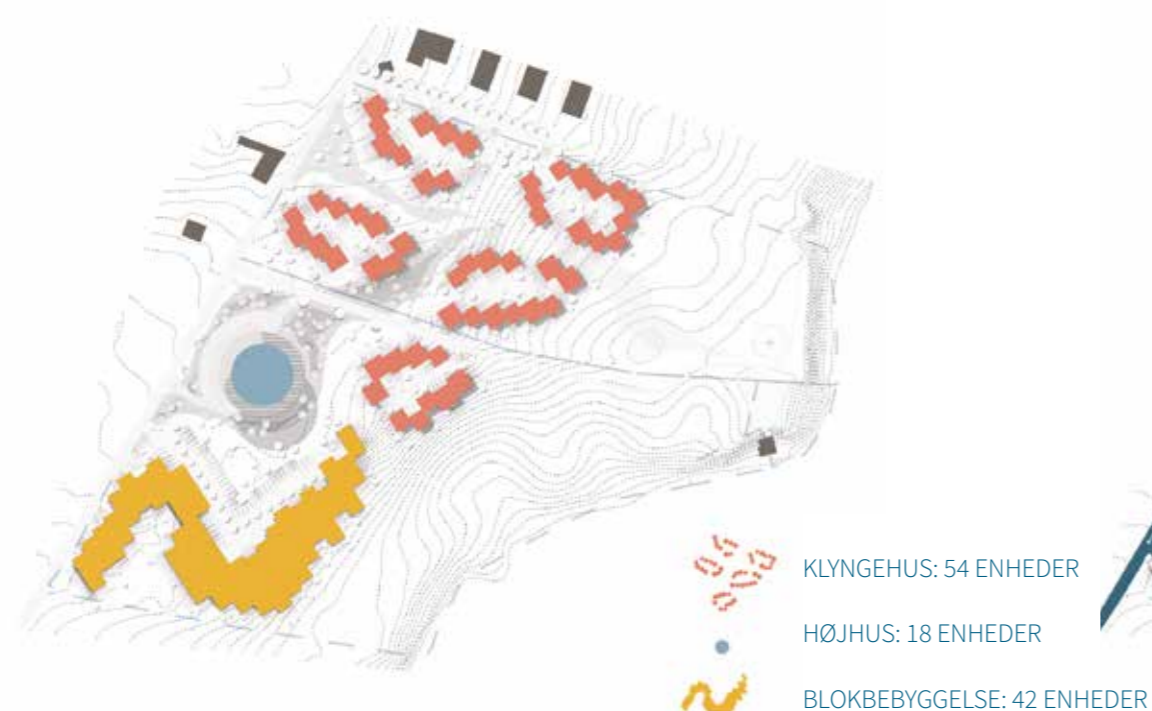 KLYNGEHUS: 54 ENHEDER
HØJHUS: 18 ENHEDER
BLOKBEBYGGELSE: 42 ENHEDER